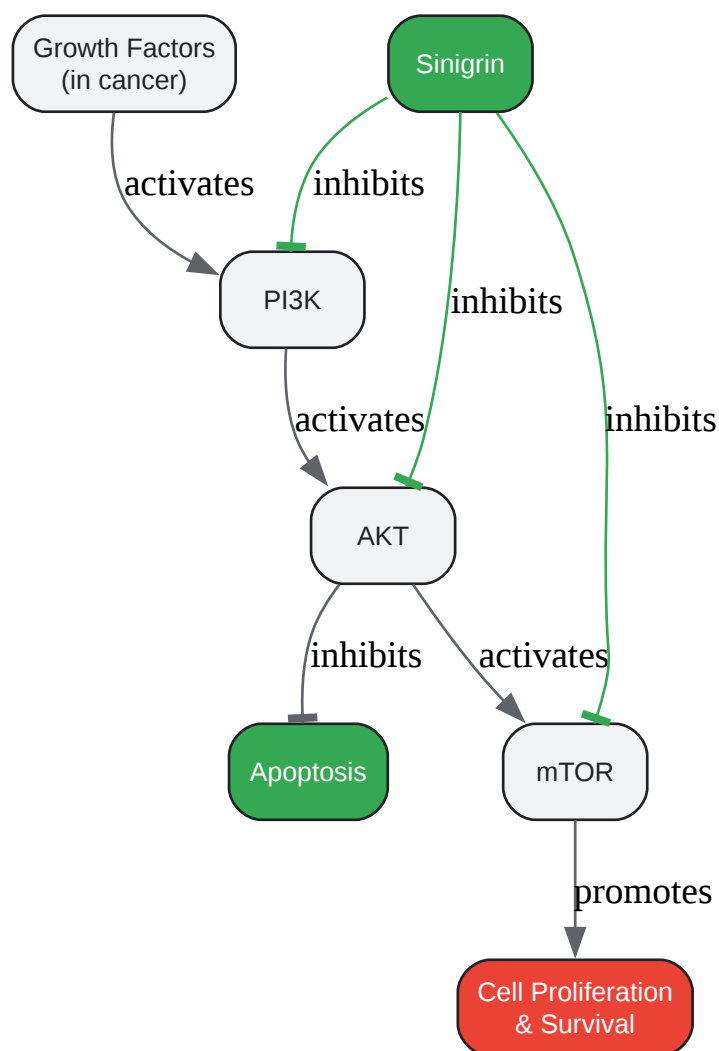 Growth Factors
(in cancer)
Sinigrin
activates
inhibits
PI3K
inhibits
activates
inhibits
AKT
inhibits
activates
Apoptosis
mTOR
promotes
Cell Proliferation
& Survival